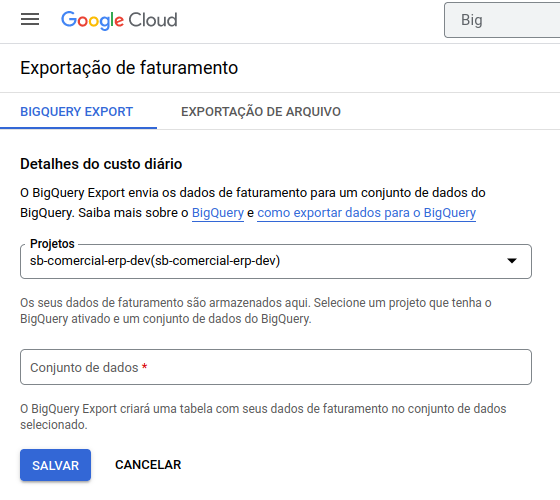 Google Cloud
Big
Exportação de faturamento
BIGQUERY EXPORT EXPORTAÇÃO DE ARQUIVO
Detalhes do custo diário
O BigQuery Export envia os dados de faturamento para um conjunto de dados do
BigQuery. Saiba mais sobre o BigQuery e como exportar dados para o BigQuery
Projetos
sb-comercial-erp-dev(sb-comercial-erp-dev)
Os seus dados de faturamento são armazenados aqui. Selecione um projeto que tenha o
BigQuery ativado e um conjunto de dados do BigQuery.
Conjunto de dados *
O BigQuery Export criará uma tabela com seus dados de faturamento no conjunto de dados
selecionado.
SALVAR CANCELAR